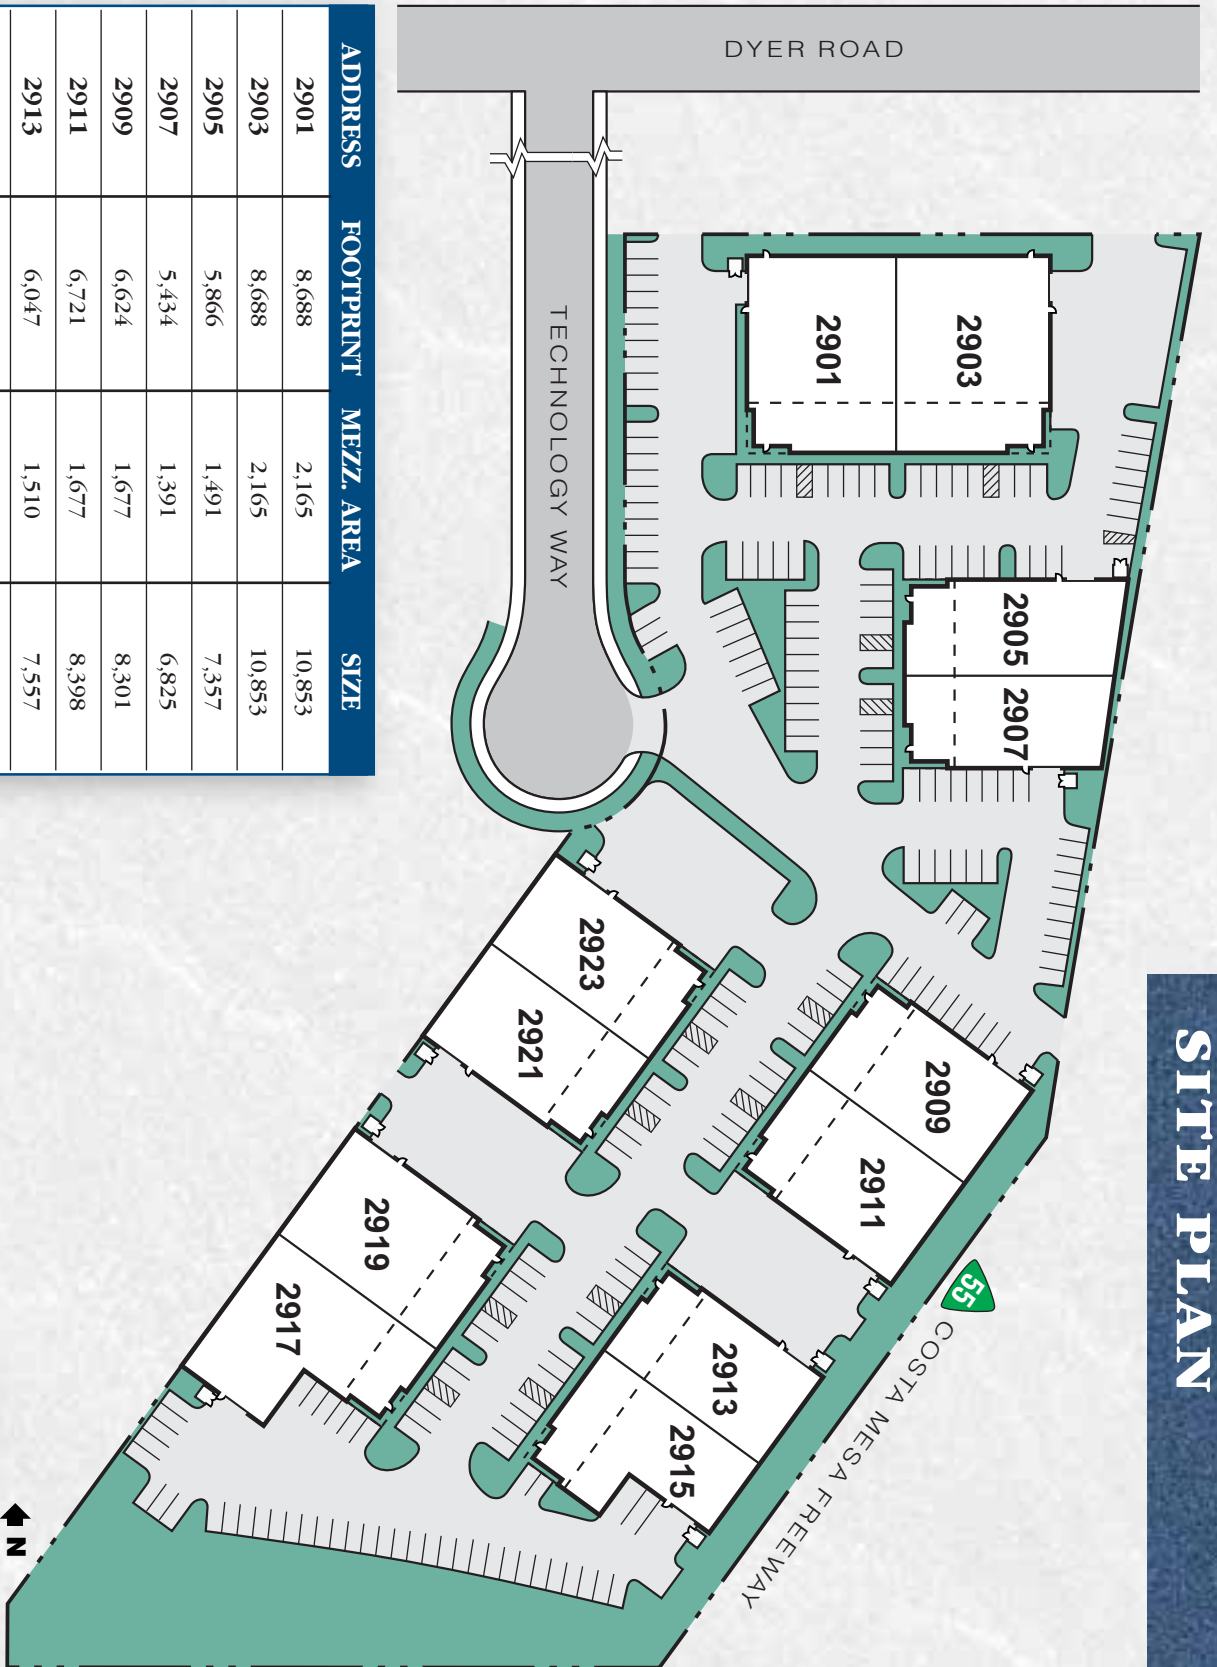 SITE PLAN
DYER ROAD
TECHNOLOGY WAY
2901
2903
2905
2907
2909
2911
2913
2915
2917
2919
2921
2923
55
COSTA MESA FREEWAY
N
ADDRESS FOOTPRINT MEZZ. AREA SIZE
2901 8,688 2,165 10,853
2903 8,688 2,165 10,853
2905 5,866 1,491 7,357
2907 5,434 1,391 6,825
2909 6,624 1,677 8,301
2911 6,721 1,677 8,398
2913 6,047 1,510 7,557